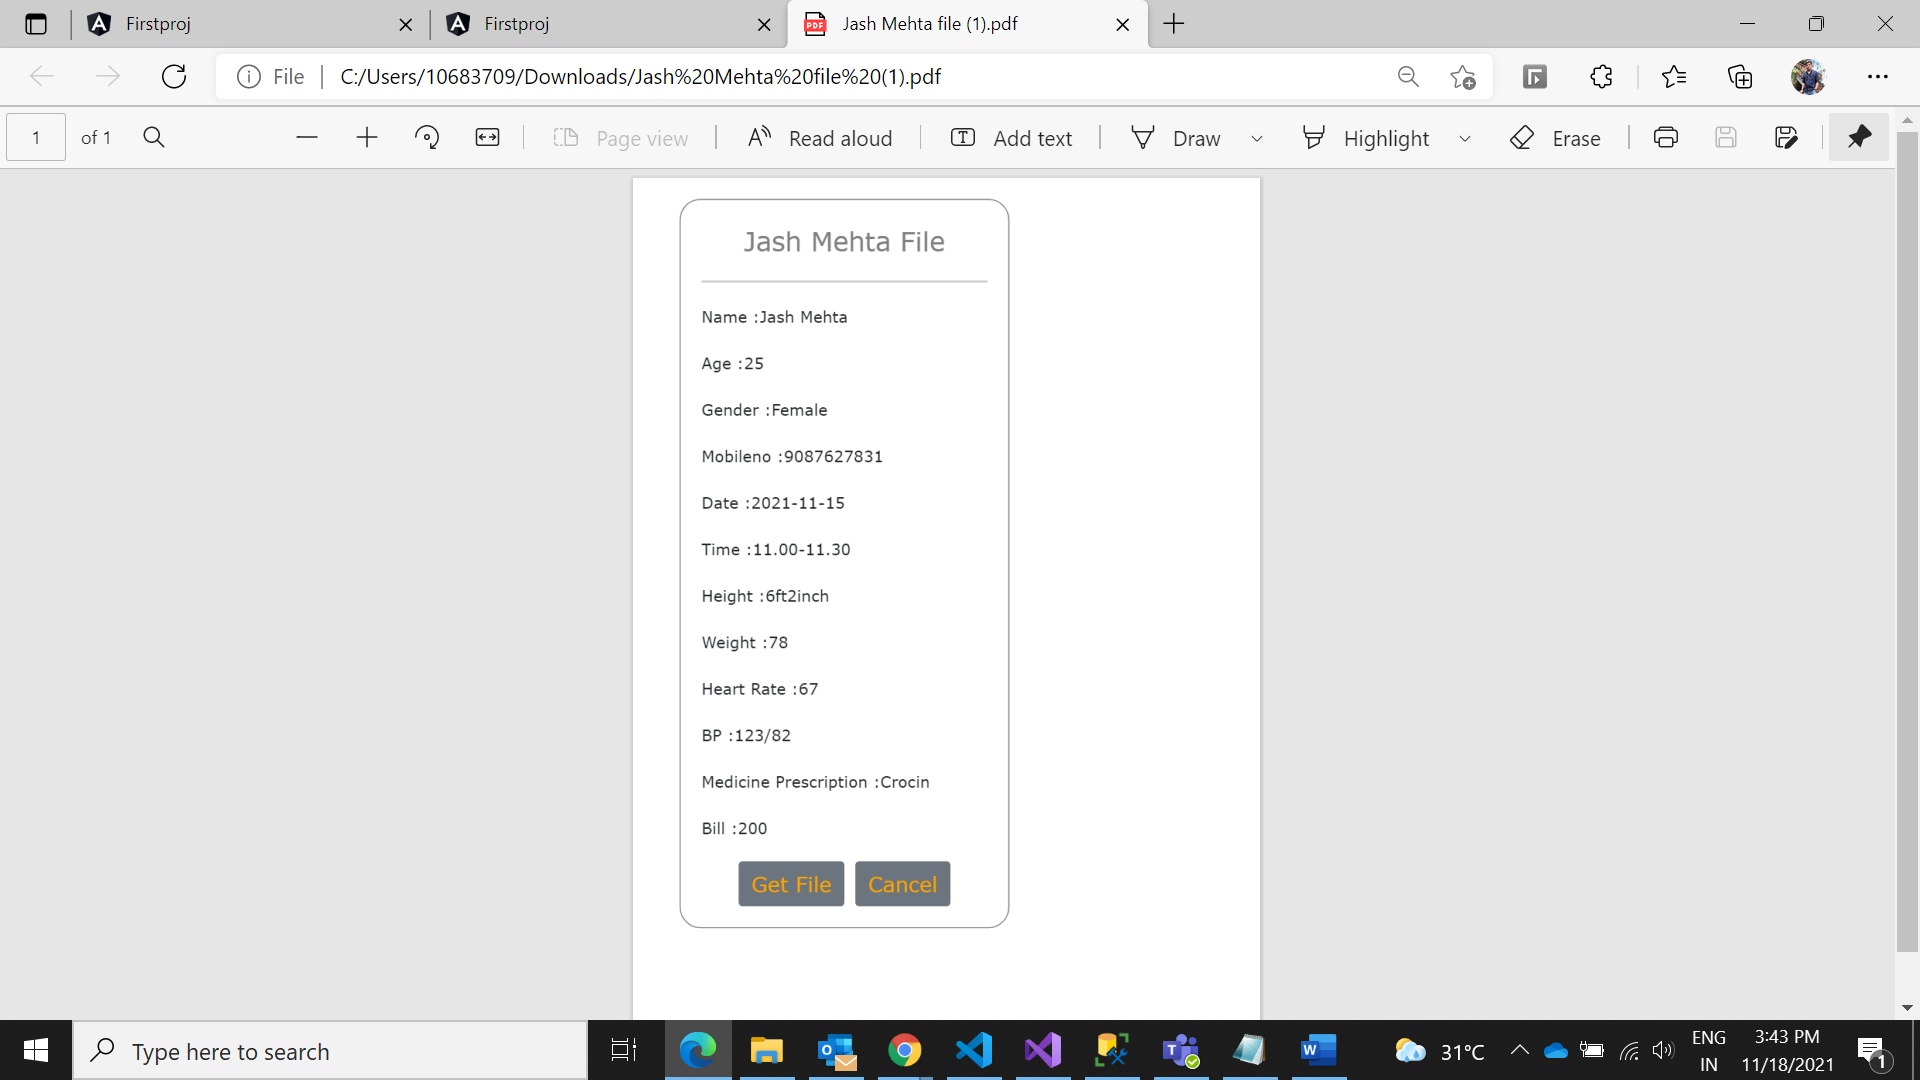 Firstproj
Firstproj
Jash Mehta file (1).pdf
File
C:/Users/10683709/Downloads/Jash%20Mehta%20file%20(1).pdf
1 of 1
Page view
Read aloud
Add text
Draw
Highlight
Erase
Jash Mehta File
Name :Jash Mehta
Age :25
Gender :Female
Mobileno :9087627831
Date :2021-11-15
Time :11.00-11.30
Height :6ft2inch
Weight :78
Heart Rate :67
BP :123/82
Medicine Prescription :Crocin
Bill :200
Get File Cancel
Type here to search
31°C
ENG
IN
3:43 PM
11/18/2021
1